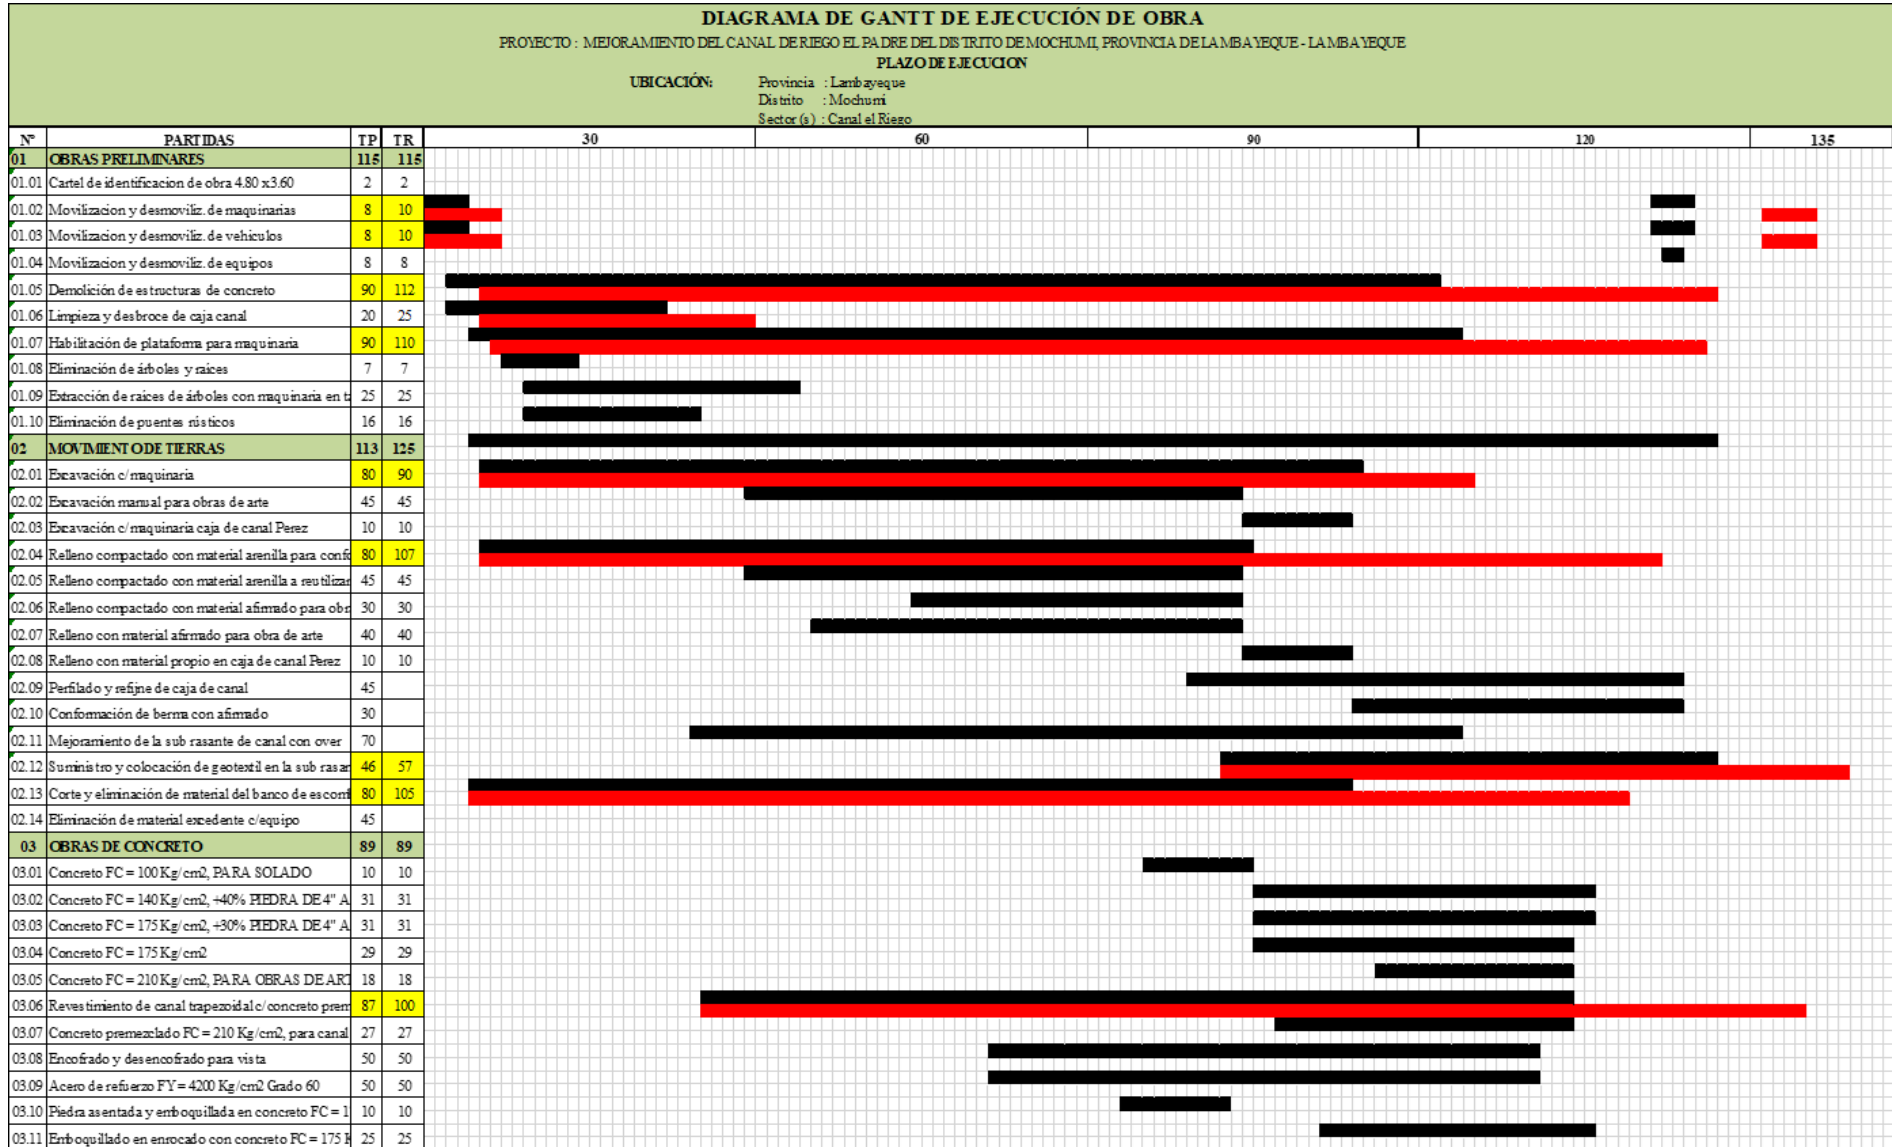 DIAGRAMA DE GANTT DE EJECUCIÓN DE OBRA
PROYECTO : MEJORAMIENTO DEL CANAL DE RIEGO EL PADRE DEL DISTRITO DE MOCHUMI, PROVINCIA DE LAMBAYEQUE - LAMBAYEQUE
PLAZO DE EJECUCION
UBICACIÓN: Provincia : Lambayeque
Distrito : Mochumí
Sector (s) : Canal el Riego
Nº PARTIDAS TP TR 30 60 90 120 135
01 OBRAS PRELIMINARES 115 115
01.01 Cartel de identificacion de obra 4.80 x3.60 2 2
01.02 Movilizacion y desmoviliz. de maquinarias 8 10
01.03 Movilizacion y desmoviliz. de vehiculos 8 10
01.04 Movilizacion y desmoviliz. de equipos 8 8
01.05 Demolición de estructuras de concreto 90 112
01.06 Limpieza y desbroce de caja canal 20 25
01.07 Habilitación de plataforma para maquinaria 90 110
01.08 Eliminación de árboles y raices 7 7
01.09 Extracción de raices de árboles con maquinaria en ta 25 25
01.10 Eliminación de puentes rústicos 16 16
02 MOVIMIENTO DE TIERRAS 113 125
02.01 Excavación c/maquinaria 80 90
02.02 Excavación manual para obras de arte 45 45
02.03 Excavación c/maquinaria caja de canal Perez 10 10
02.04 Relleno compactado con material arenilla para confo 80 107
02.05 Relleno compactado con material arenilla a reutilizar 45 45
02.06 Relleno compactado con material afirmado para obr 30 30
02.07 Relleno con material afirmado para obra de arte 40 40
02.08 Relleno con material propio en caja de canal Perez 10 10
02.09 Perfilado y refijne de caja de canal 45
02.10 Conformación de berma con afirmado 30
02.11 Mejoramiento de la sub rasante de canal con over 70
02.12 Suministro y colocación de geotextil en la sub rasan 46 57
02.13 Corte y eliminación de material del banco de escom 80 105
02.14 Eliminación de material excedente c/equipo 45
03 OBRAS DE CONCRETO 89 89
03.01 Concreto FC = 100 Kg/cm2, PARA SOLADO 10 10
03.02 Concreto FC = 140 Kg/cm2, +40% PIEDRA DE 4" A 31 31
03.03 Concreto FC = 175 Kg/cm2, +30% PIEDRA DE 4" A 31 31
03.04 Concreto FC = 175 Kg/cm2 29 29
03.05 Concreto FC = 210 Kg/cm2, PARA OBRAS DE ART 18 18
03.06 Revestimiento de canal trapezoidal c/concreto prem 87 100
03.07 Concreto premezclado FC = 210 Kg/cm2, para canal 27 27
03.08 Encofrado y desencofrado para vista 50 50
03.09 Acero de refuerzo FY = 4200 Kg/cm2 Grado 60 50 50
03.10 Piedra asentada y emboquillada en concreto FC = 1 10 10
03.11 Emboquillado en enrocado con concreto FC = 175 K 25 25